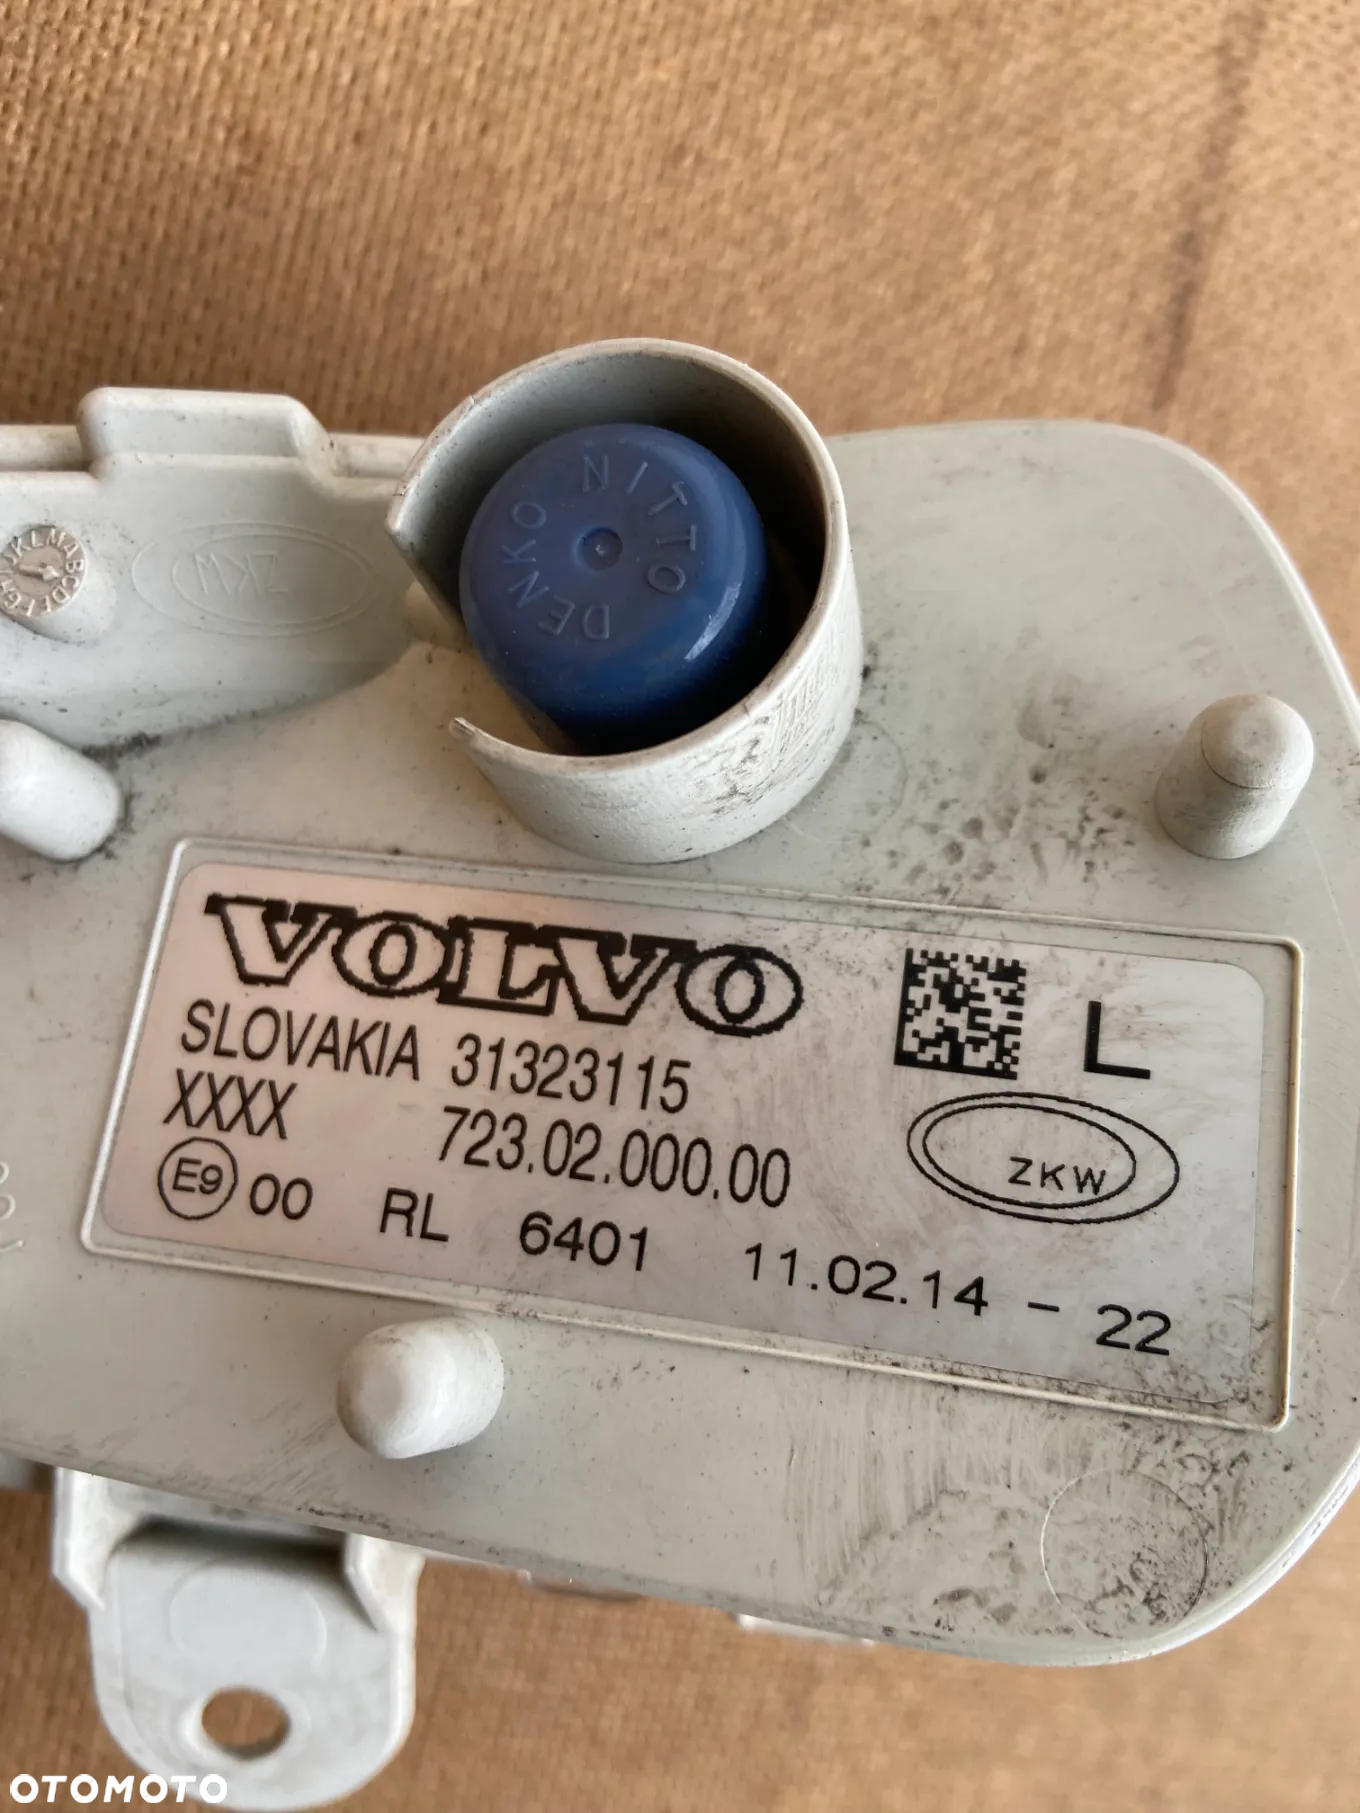 NITTO DENKO
ZKW
VOLVO
L
SLOVAKIA 31323115
XXXX 723.02.000.00
ZKW
E9 00 RL 6401 11.02.14 - 22
OTOMOTO